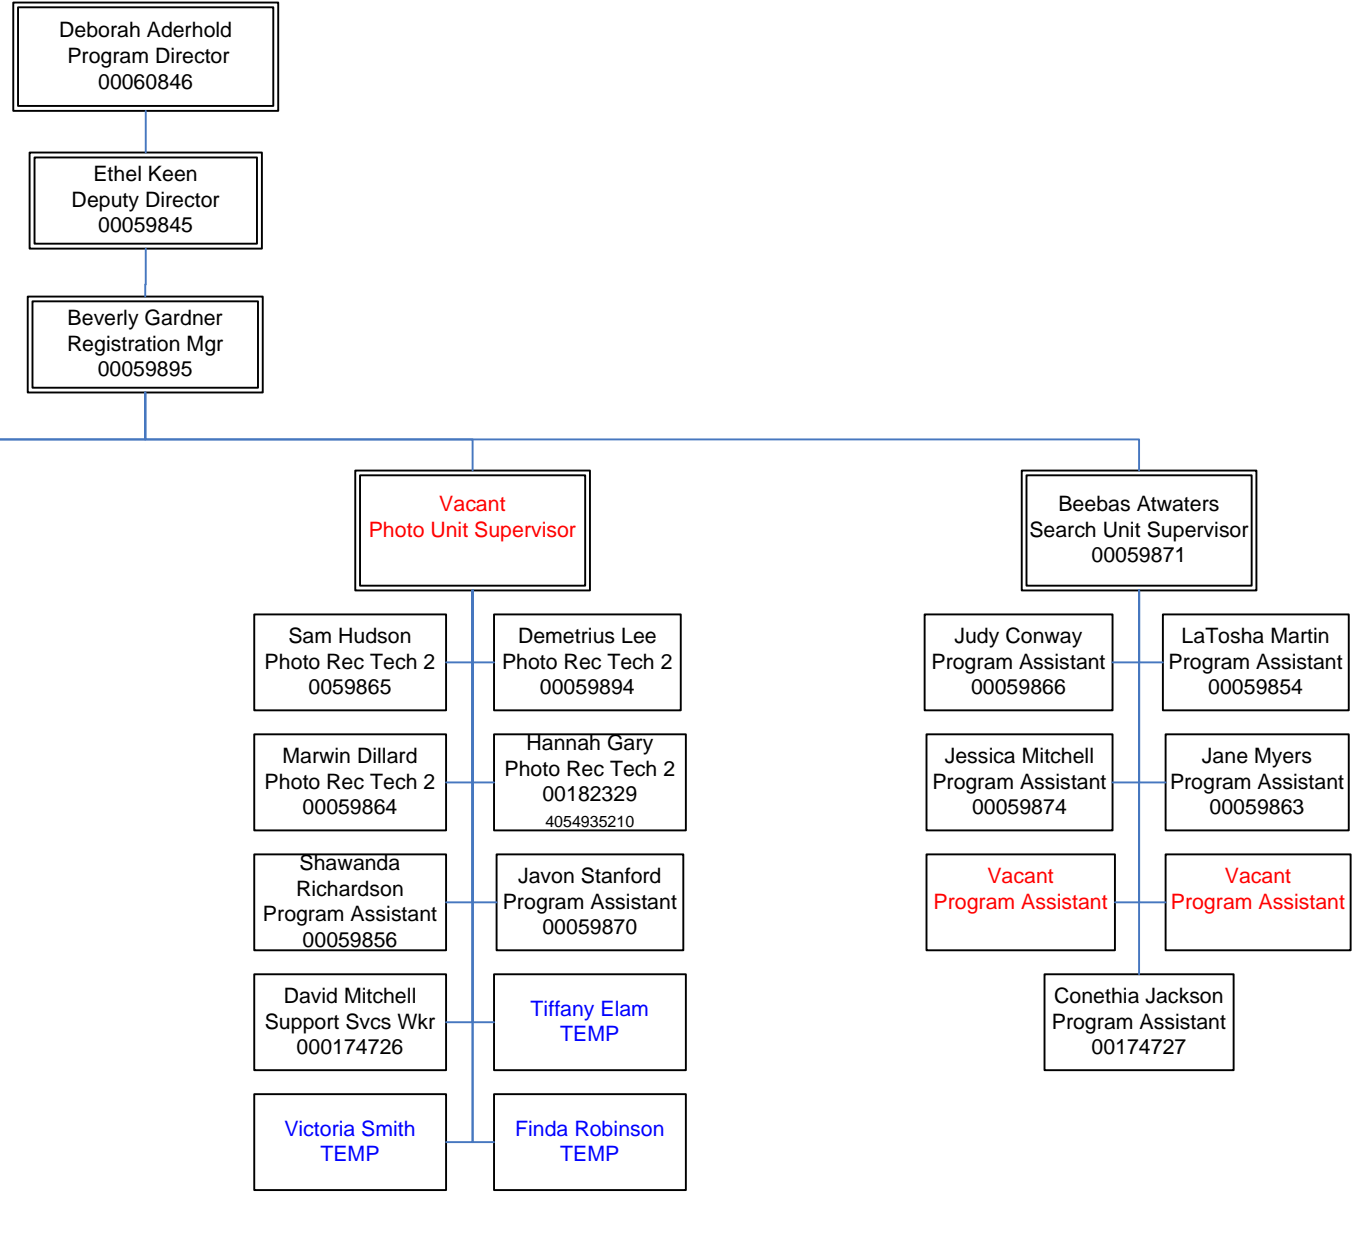 Deborah Aderhold
Program Director
00060846
Ethel Keen
Deputy Director
00059845
Beverly Gardner
Registration Mgr
00059895
Vacant
Photo Unit Supervisor
Beebas Atwaters
Search Unit Supervisor
00059871
Sam Hudson
Photo Rec Tech 2
0059865
Demetrius Lee
Photo Rec Tech 2
00059894
Judy Conway
Program Assistant
00059866
LaTosha Martin
Program Assistant
00059854
Marwin Dillard
Photo Rec Tech 2
00059864
Hannah Gary
Photo Rec Tech 2
00182329
4054935210
Jessica Mitchell
Program Assistant
00059874
Jane Myers
Program Assistant
00059863
Shawanda
Richardson
Program Assistant
00059856
Javon Stanford
Program Assistant
00059870
Vacant
Program Assistant
Vacant
Program Assistant
David Mitchell
Support Svcs Wkr
000174726
Tiffany Elam
TEMP
Conethia Jackson
Program Assistant
00174727
Victoria Smith
TEMP
Finda Robinson
TEMP